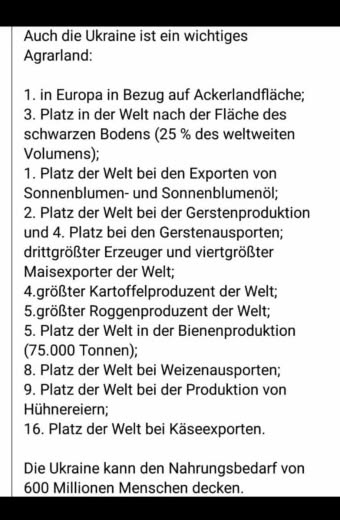 Auch die Ukraine ist ein wichtiges
Agrarland:
1. in Europa in Bezug auf Ackerlandfläche;
3. Platz in der Welt nach der Fläche des
schwarzen Bodens (25 % des weltweiten
Volumens);
1. Platz der Welt bei den Exporten von
Sonnenblumen- und Sonnenblumenöl;
2. Platz der Welt bei der Gerstenproduktion
und 4. Platz bei den Gerstenausporten;
drittgrößter Erzeuger und viertgrößter
Maisexporter der Welt;
4.größter Kartoffelproduzent der Welt;
5.größter Roggenproduzent der Welt;
5. Platz der Welt in der Bienenproduktion
(75.000 Tonnen);
8. Platz der Welt bei Weizenausporten;
9. Platz der Welt bei der Produktion von
Hühnereiern;
16. Platz der Welt bei Käseexporten.
Die Ukraine kann den Nahrungsbedarf von
600 Millionen Menschen decken.